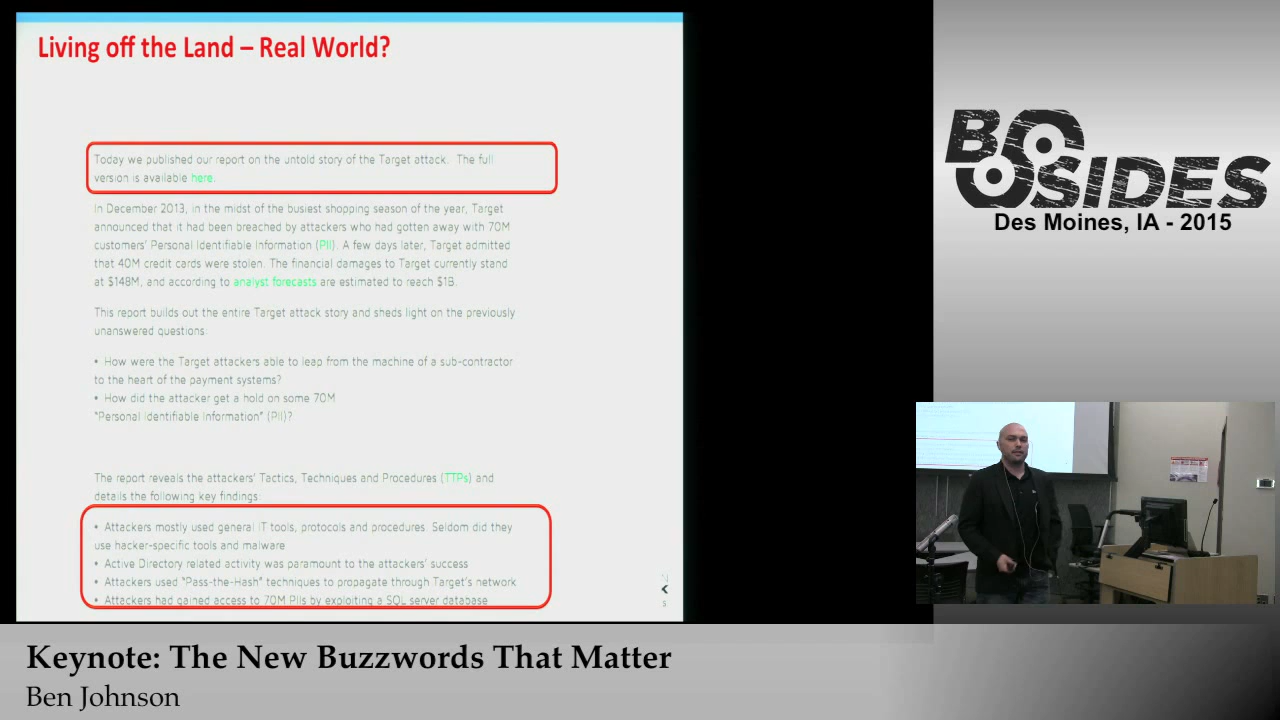 Living off the Land – Real World?
Today we published our report on the untold story of the Target attack. The full
version is available here.
In December 2013, in the midst of the busiest shopping season of the year, Target
announced that it had been breached by attackers who had gotten away with 70M
customers' Personal Identifiable Information (PII). A few days later, Target admitted
that 40M credit cards were stolen. The financial damages to Target currently stand
at $148M, and according to analyst forecasts are estimated to reach $1B.
This report builds out the entire Target attack story and sheds light on the previously
unanswered questions:
• How were the Target attackers able to leap from the machine of a sub-contractor
to the heart of the payment systems?
• How did the attacker get a hold on some 70M
"Personal Identifiable Information" (PII)?
The report reveals the attackers' Tactics, Techniques and Procedures (TTPs) and
details the following key findings:
• Attackers mostly used general IT tools, protocols and procedures. Seldom did they
use hacker-specific tools and malware
• Active Directory related activity was paramount to the attackers' success
• Attackers used "Pass-the-Hash" techniques to propagate through Target's network
• Attackers had gained access to 70M PIIs by exploiting a SQL server database
BSIDES
Des Moines, IA - 2015
Keynote: The New Buzzwords That Matter
Ben Johnson